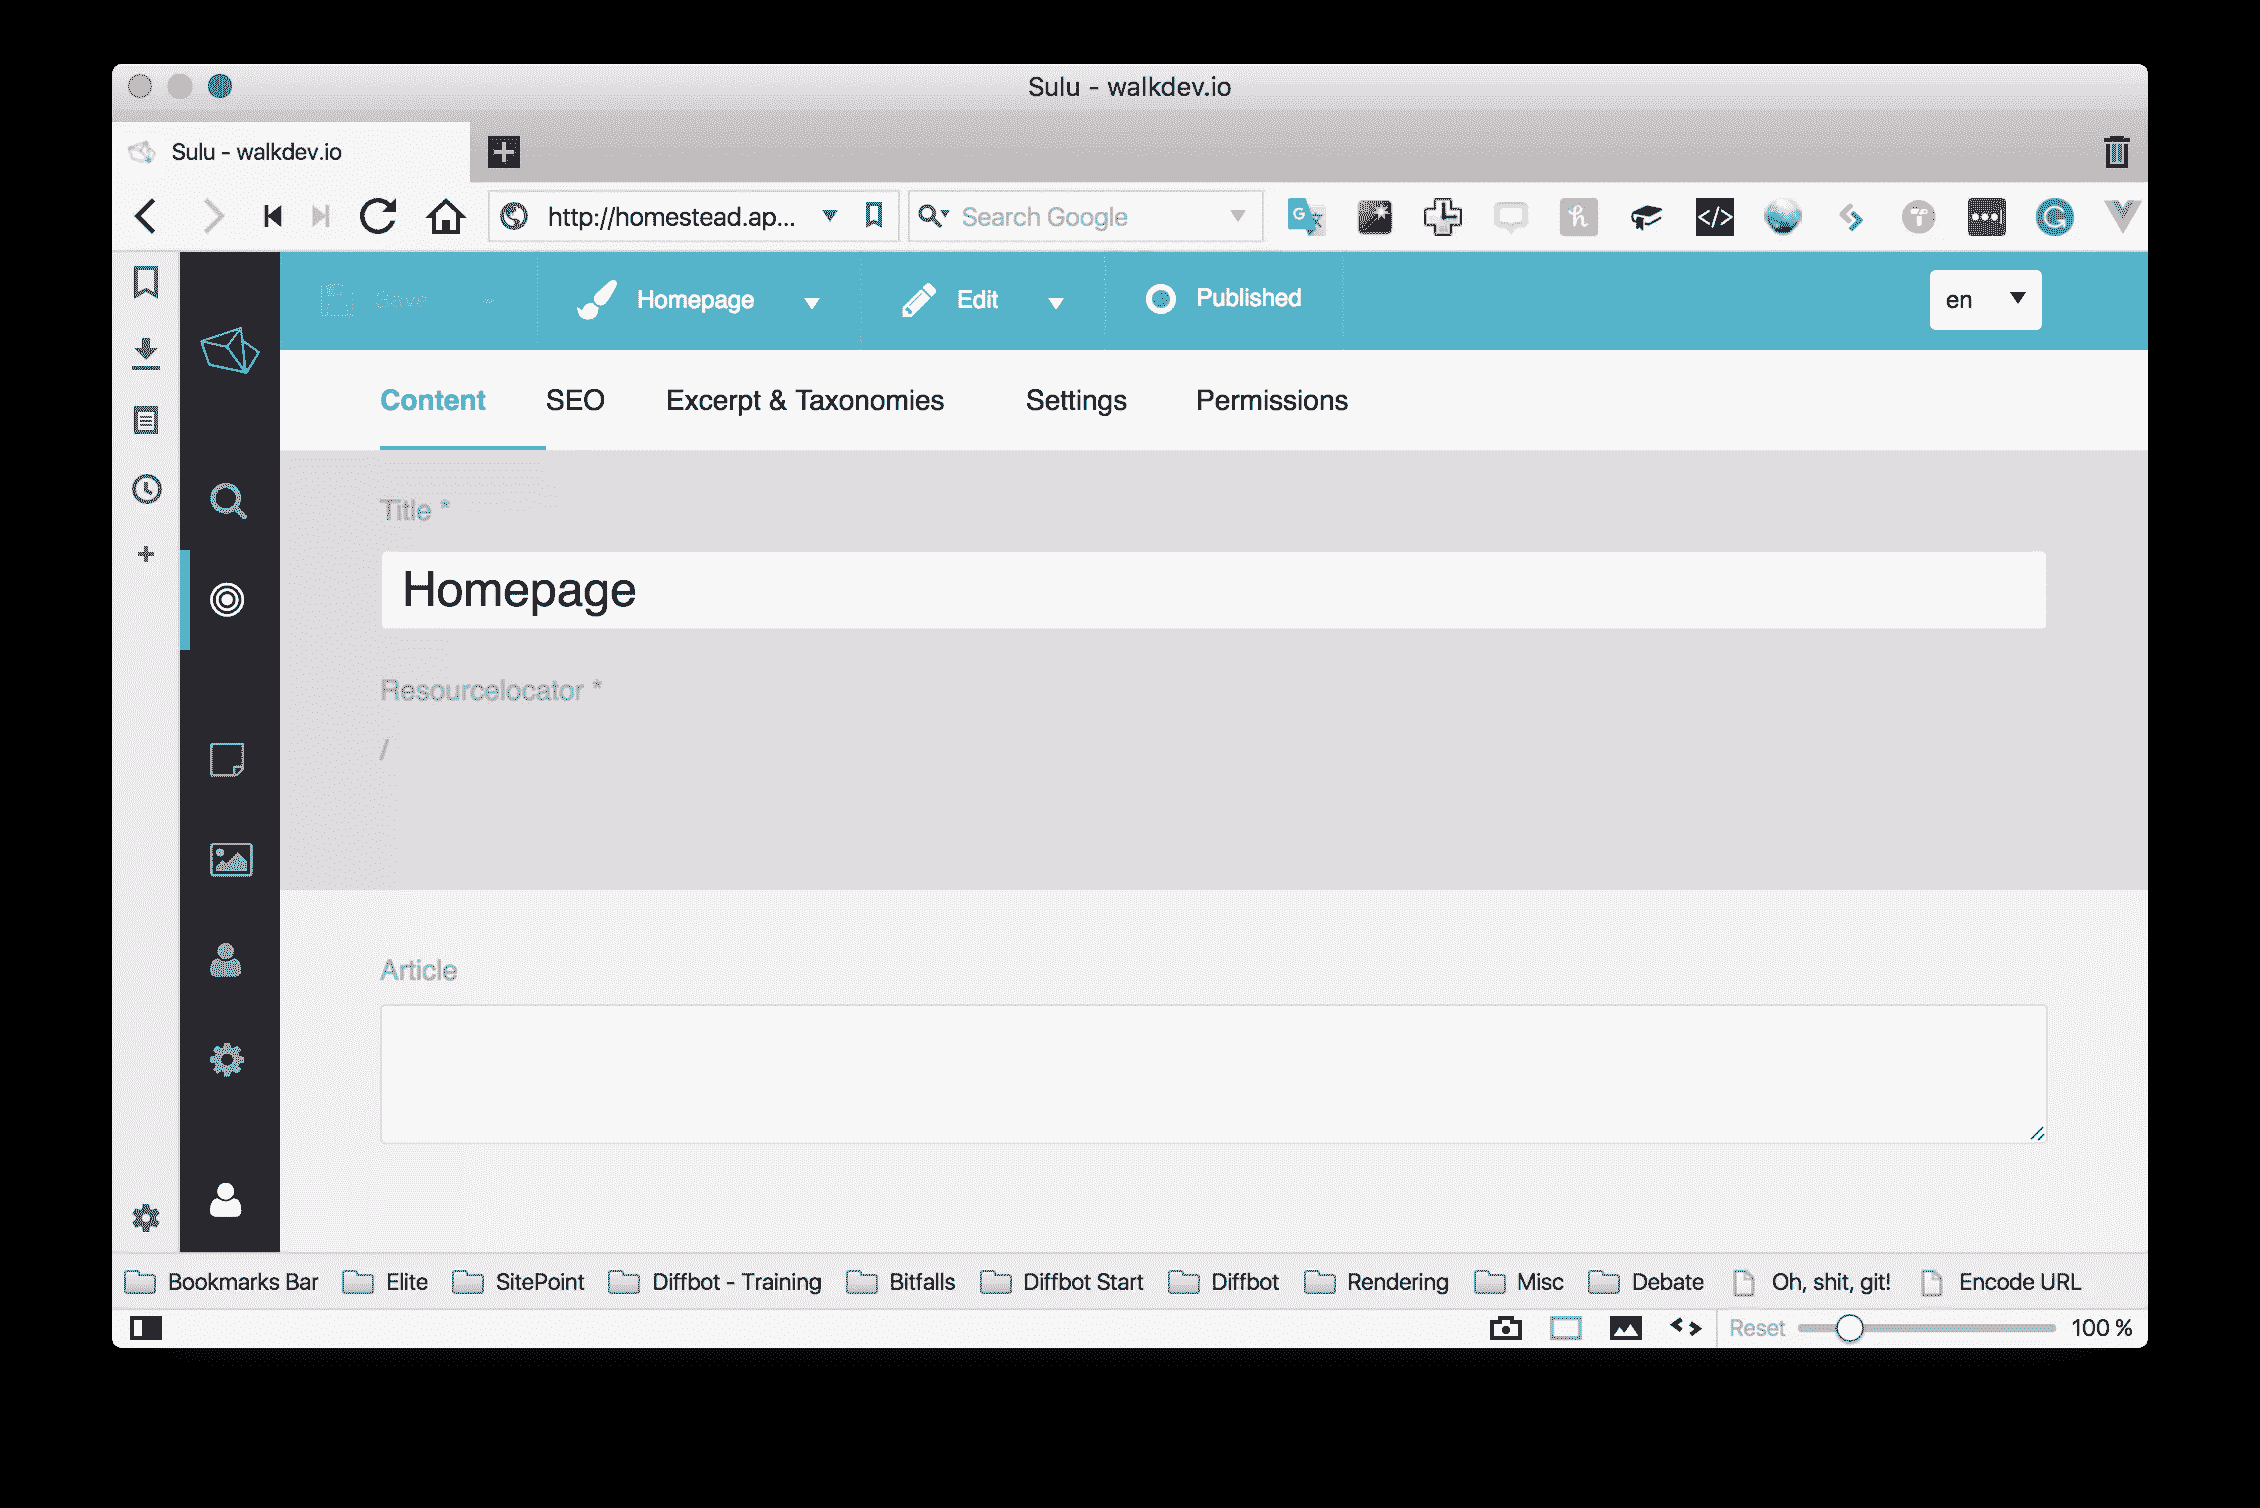 Sulu - walkdev.io
Sulu - walkdev.io
http://homestead.ap... Search Google
Save Homepage Edit Published en
Content SEO Excerpt & Taxonomies Settings Permissions
Title *
Homepage
Resourcelocator *
/
Article
Bookmarks Bar Elite SitePoint Diffbot - Training Bitfalls Diffbot Start Diffbot Rendering Misc Debate Oh, shit, git! Encode URL
Reset 100 %